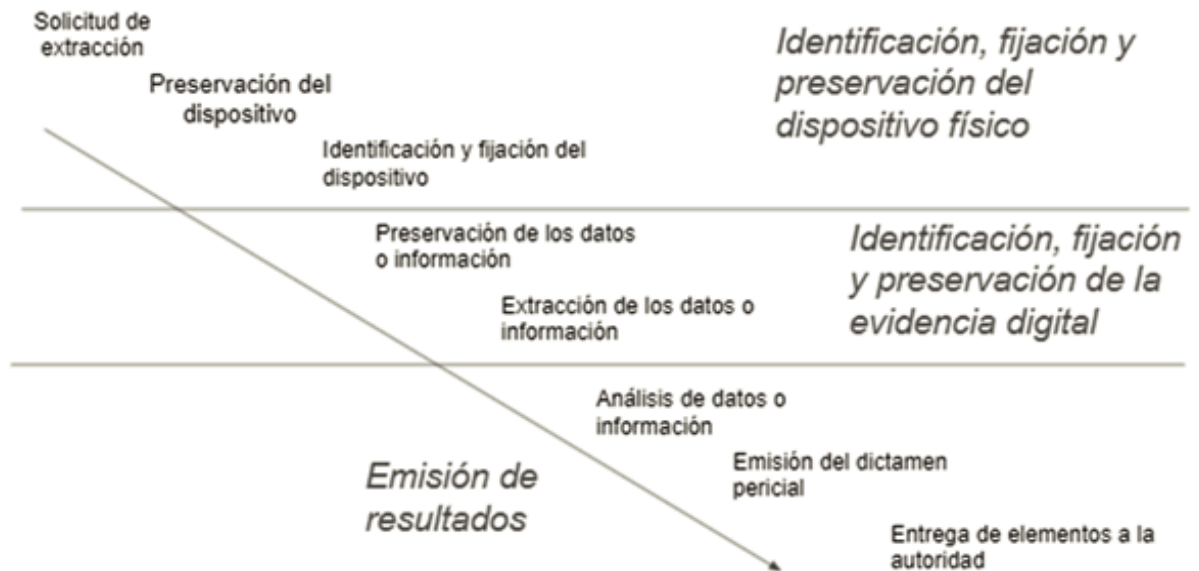 Solicitud de
extracción
Preservación del
dispositivo
Identificación y fijación del
dispositivo
Identificación, fijación y
preservación del
dispositivo físico
Preservación de los datos
o información
Extracción de los datos o
información
Identificación, fijación
y preservación de la
evidencia digital
Análisis de datos o
información
Emisión del dictamen
pericial
Entrega de elementos a la
autoridad
Emisión de
resultados